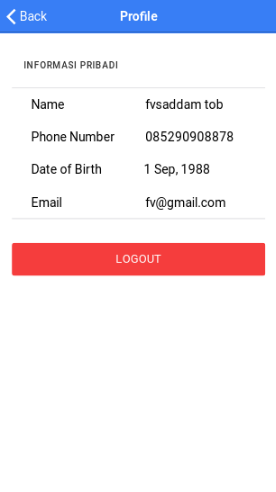 Back Profile
INFORMASI PRIBADI
Name fvsaddam tob
Phone Number 085290908878
Date of Birth 1 Sep, 1988
Email fv@gmail.com
LOGOUT